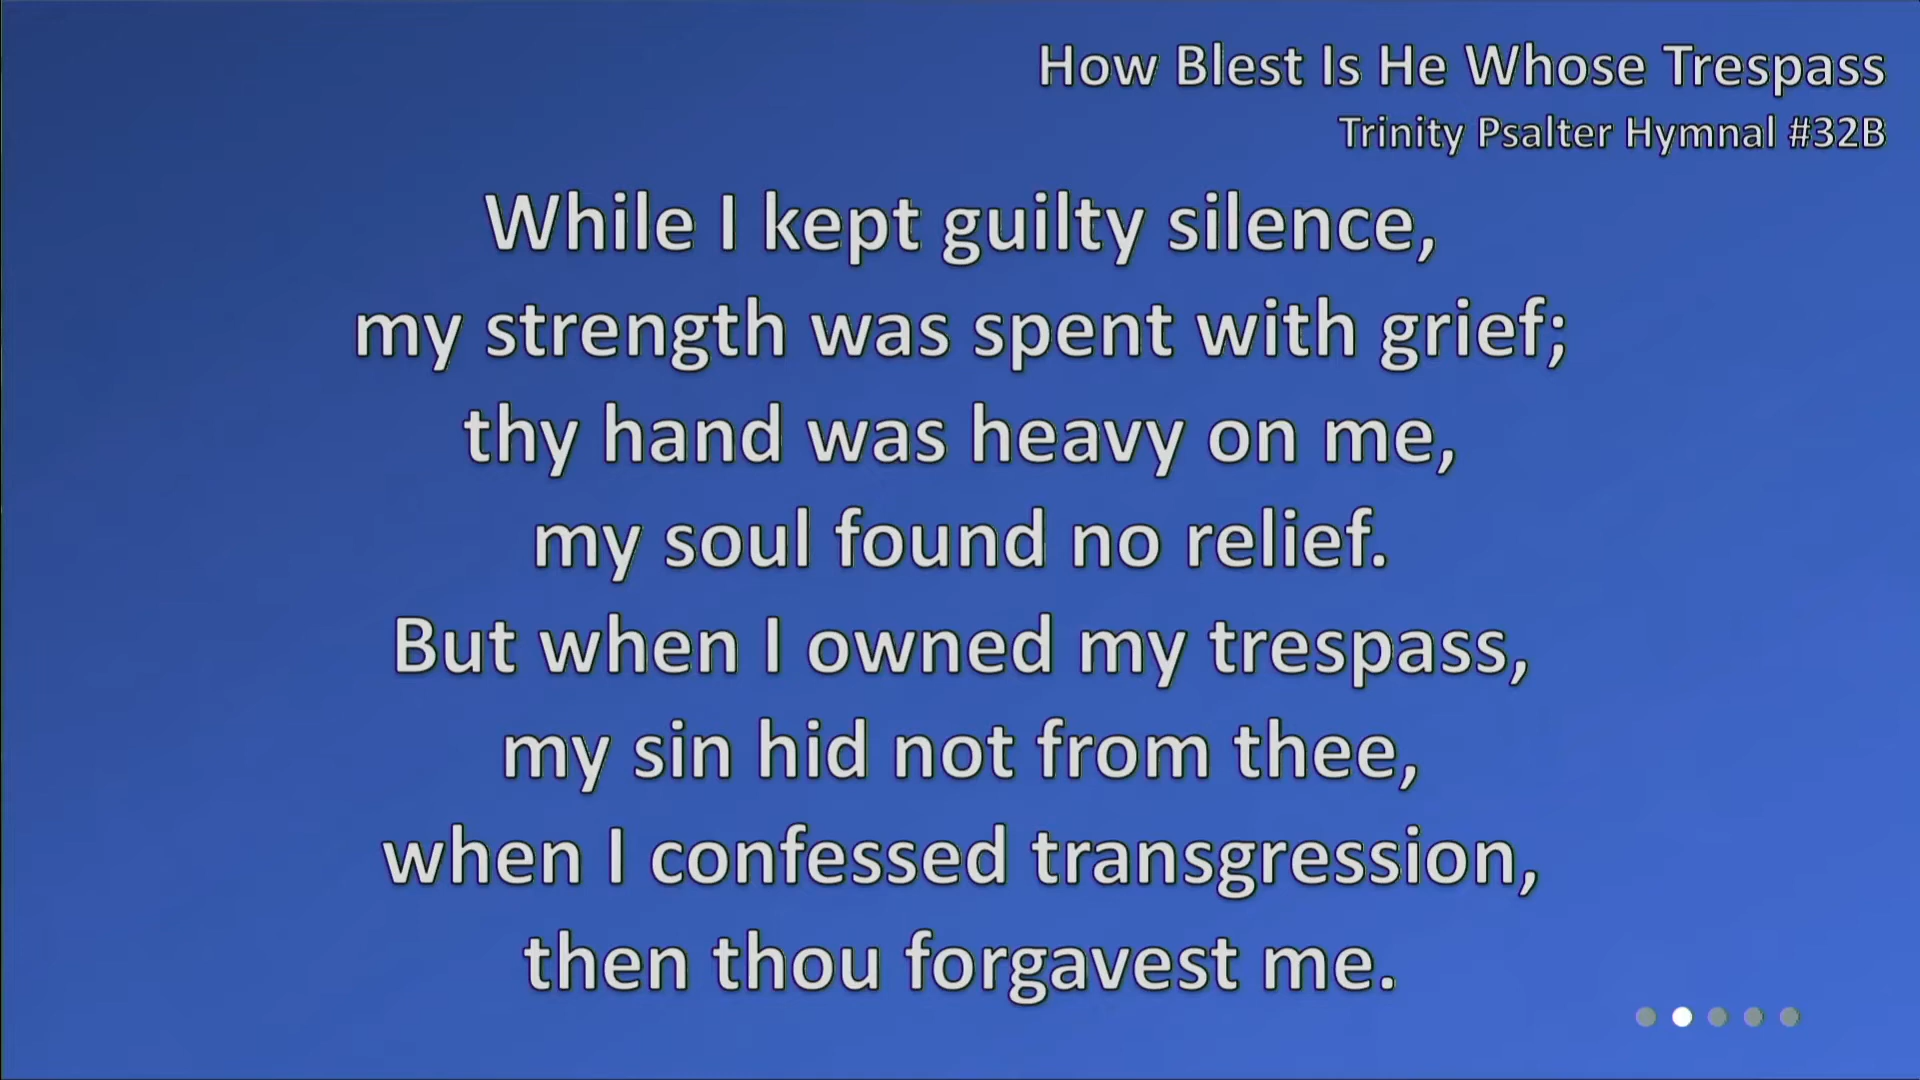 How Blest Is He Whose Trespass
Trinity Psalter Hymnal #32B
While I kept guilty silence,
my strength was spent with grief;
thy hand was heavy on me,
my soul found no relief.
But when I owned my trespass,
my sin hid not from thee,
when I confessed transgression,
then thou forgavest me.